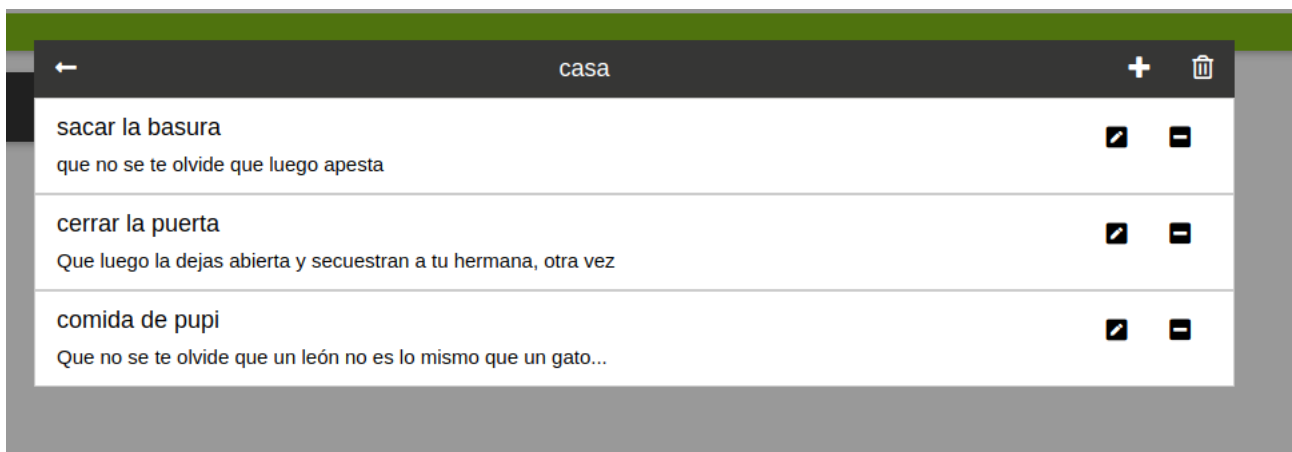 casa
sacar la basura
que no se te olvide que luego apesta
cerrar la puerta
Que luego la dejas abierta y secuestran a tu hermana, otra vez
comida de pupi
Que no se te olvide que un león no es lo mismo que un gato...